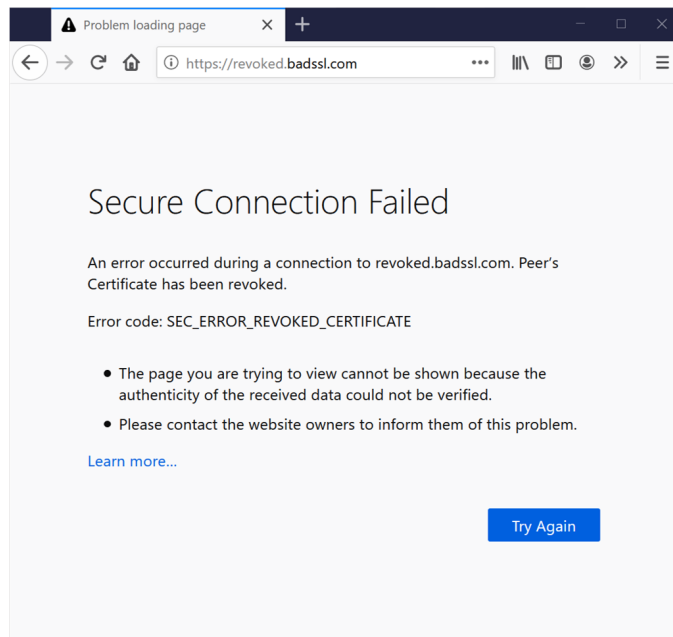 Problem loading page
https://revoked.badssl.com
Secure Connection Failed
An error occurred during a connection to revoked.badssl.com. Peer’s
Certificate has been revoked.
Error code: SEC_ERROR_REVOKED_CERTIFICATE
The page you are trying to view cannot be shown because the
authenticity of the received data could not be verified.
Please contact the website owners to inform them of this problem.
Learn more...
Try Again